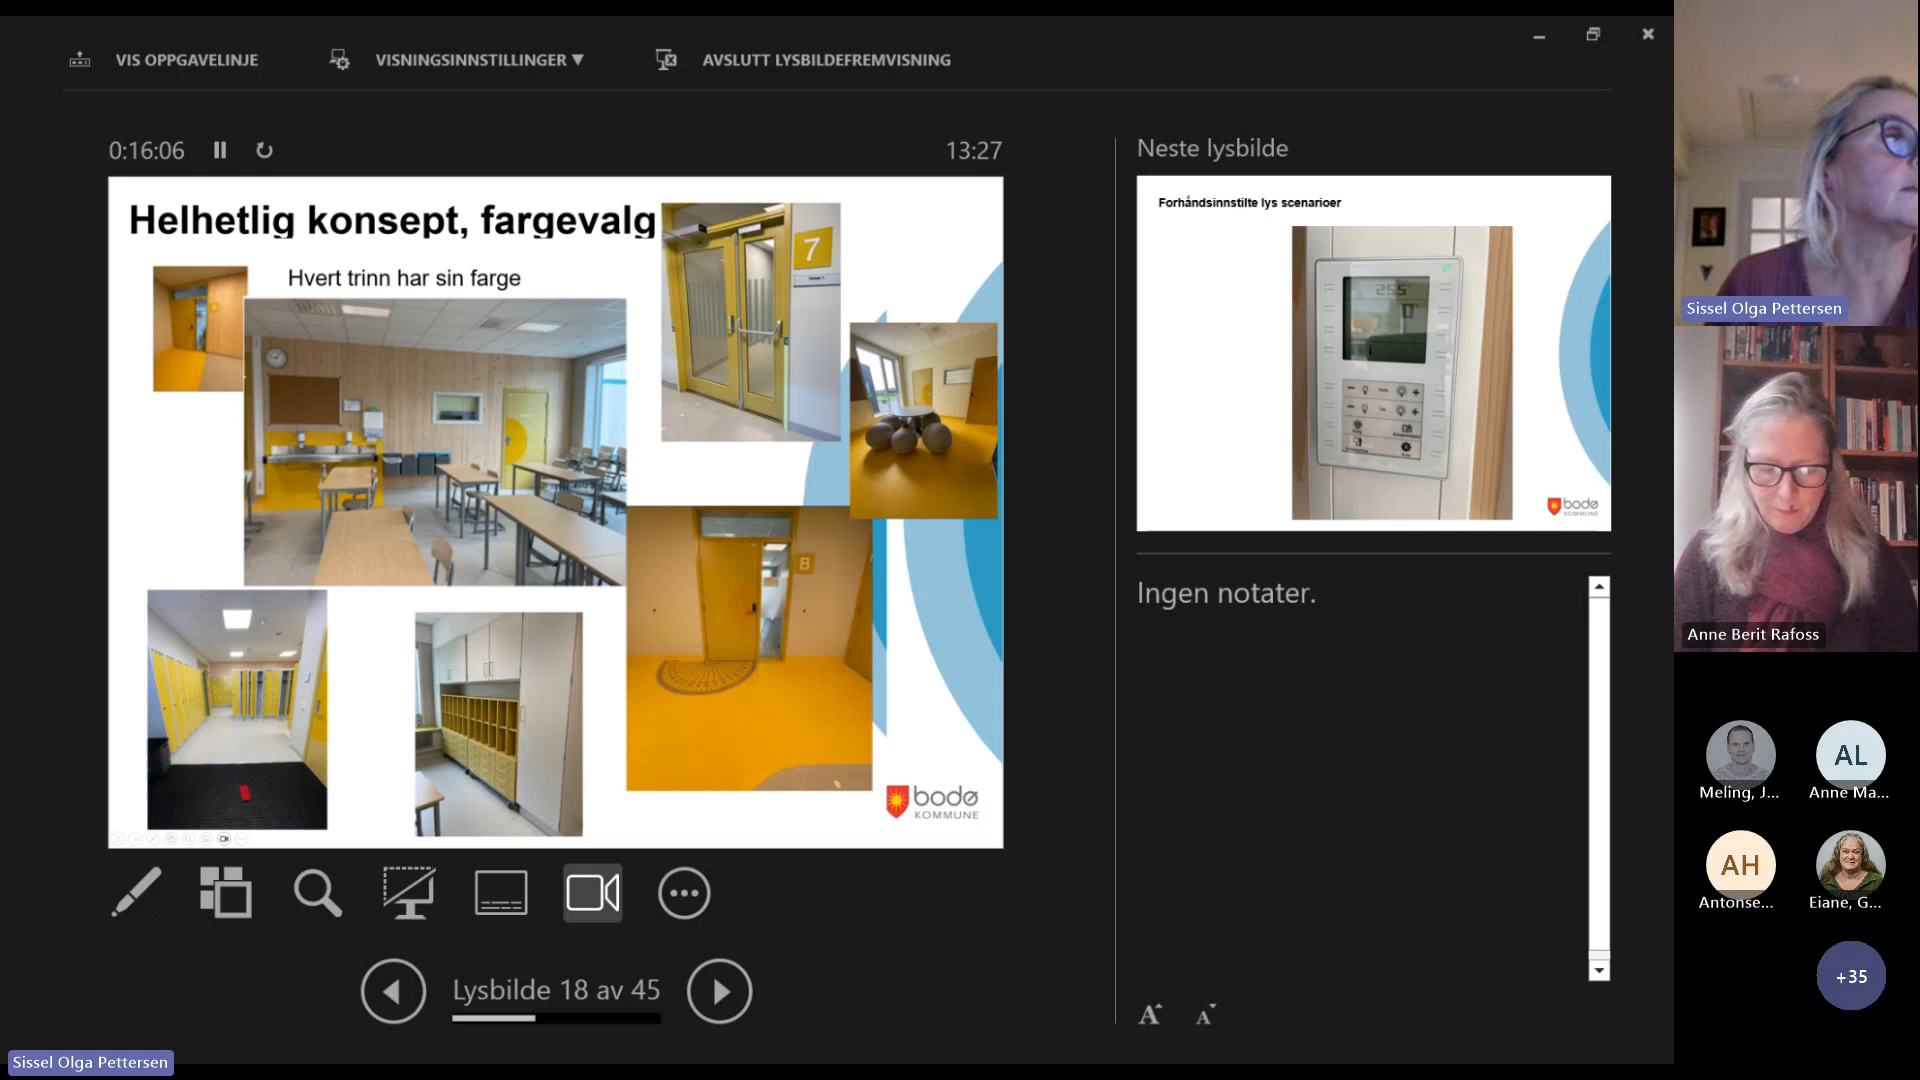 VIS OPPGAVELINJE
VISNINGSINNSTILLINGER ▼
AVSLUTT LYSBILDEFREMVISNING
0:16:06
13:27
Helhetlig konsept, fargevalg
Hvert trinn har sin farge
7
B
bodø
KOMMUNE
Lysbilde 18 av 45
Neste lysbilde
Forhåndsinnstilte lys scenarioer
bodø
KOMMUNE
Ingen notater.
A A
Sissel Olga Pettersen
Anne Berit Rafoss
Meling, J...
AL
Anne Ma...
AH
Antonse...
Eiane, G...
+35
Sissel Olga Pettersen